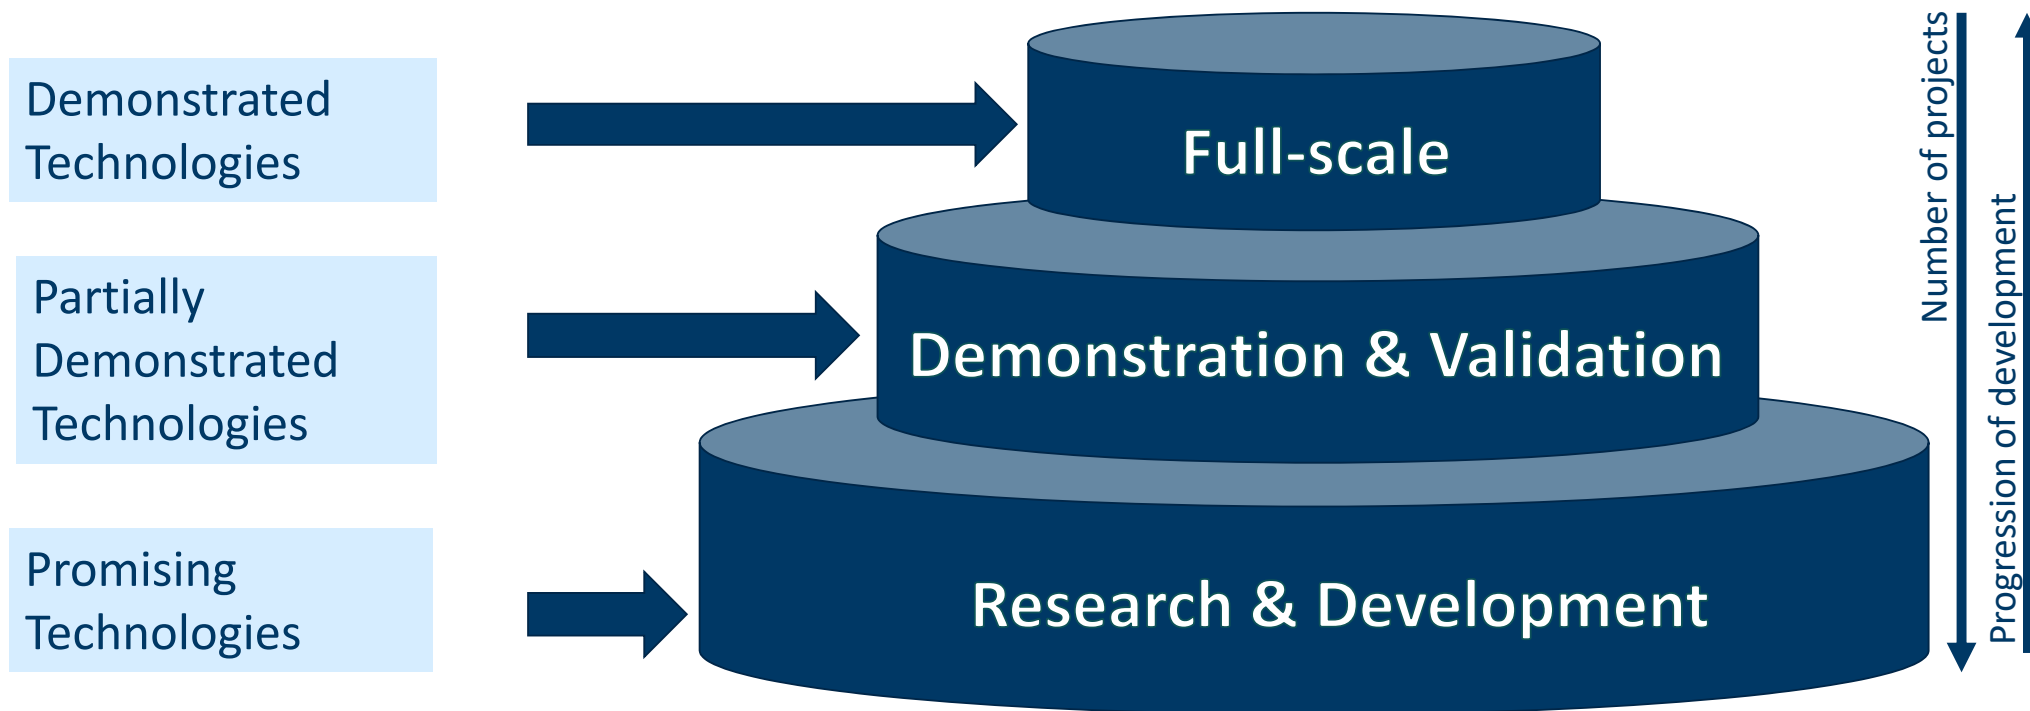 Demonstrated
Technologies
Full-scale
Partially
Demonstrated
Technologies
Demonstration & Validation
Promising
Technologies
Research & Development
Number of projects
Progression of development